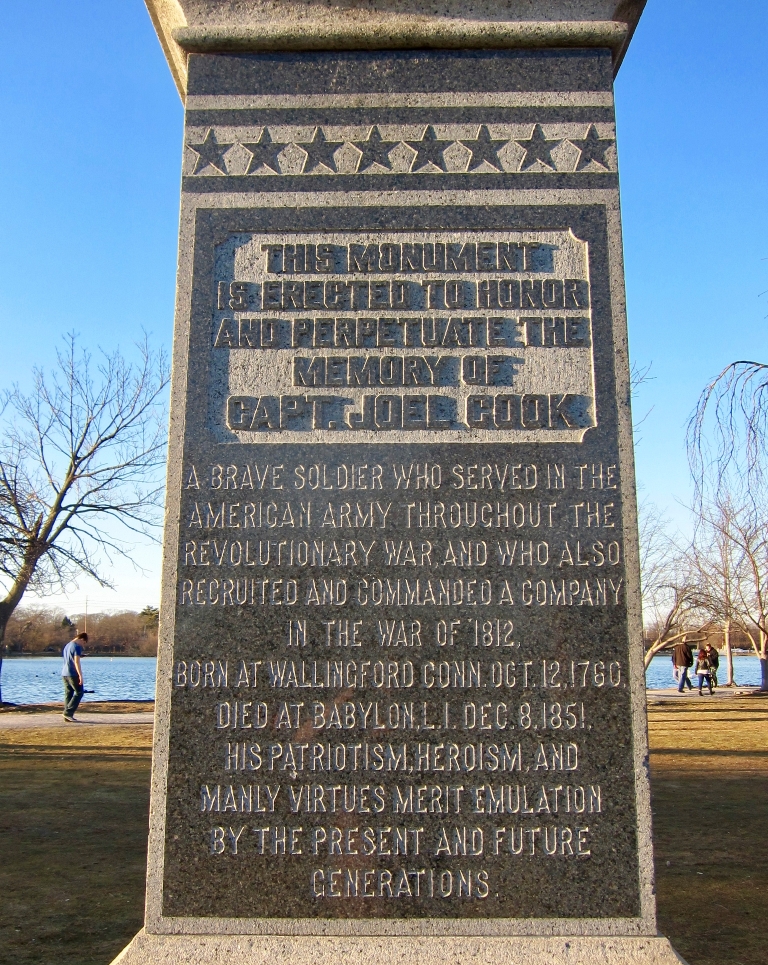 THIS MONUMENT
IS ERECTED TO HONOR
AND PERPETUATE THE
MEMORY OF
CAPT. JOEL COOK
A BRAVE SOLDIER WHO SERVED IN THE
AMERICAN ARMY THROUGHOUT THE
REVOLUTIONARY WAR, AND WHO ALSO
RECRUITED AND COMMANDED A COMPANY
IN THE WAR OF 1812,
BORN AT WALLINGFORD CONN. OCT. 12, 1760,
DIED AT BABYLON, L.I. DEC. 8, 1851.
HIS PATRIOTISM, HEROISM, AND
MANLY VIRTUES MERIT EMULATION
BY THE PRESENT AND FUTURE
GENERATIONS.